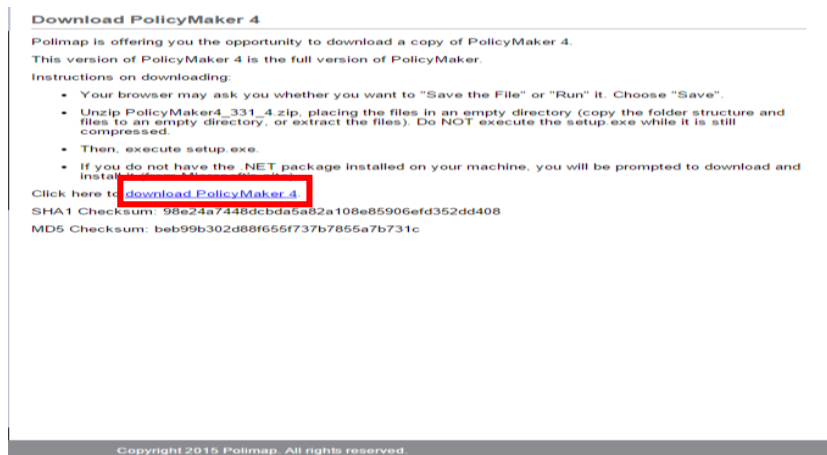 Download PolicyMaker 4
Polimap is offering you the opportunity to download a copy of PolicyMaker 4.
This version of PolicyMaker 4 is the full version of PolicyMaker.
Instructions on downloading:
• Your browser may ask you whether you want to "Save the File" or "Run" it. Choose "Save".
• Unzip PolicyMaker4_331_4.zip, placing the files in an empty directory (copy the folder structure and
files to an empty directory, or extract the files). Do NOT execute the setup.exe while it is still
compressed.
• Then, execute setup.exe.
• If you do not have the .NET package installed on your machine, you will be prompted to download and
install it (from Microsoft's site).
Click here to download PolicyMaker 4.
SHA1 Checksum: 98e24a7448dcbda5a82a108e85906efd352dd408
MD5 Checksum: beb99b302d88f655f737b7855a7b731c
Copyright 2015 Polimap. All rights reserved.